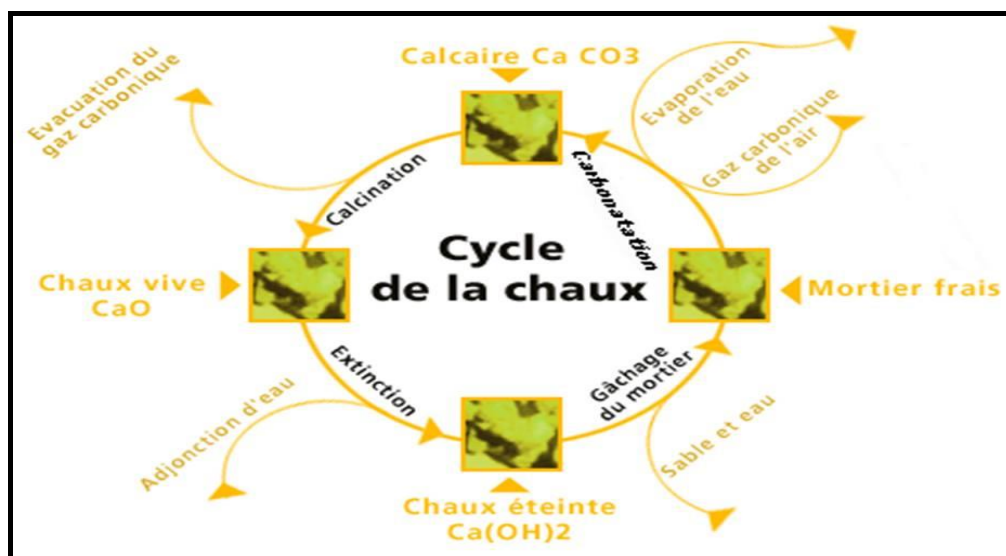 Calcaire Ca CO3
Evacuation du
gaz carbonique
Evaporation
de l'eau
Gaz carbonique
de l'air
Calcination
Carbonatation
Cycle
de la chaux
Chaux vive
CaO
Mortier frais
Extinction
Gâchage
du mortier
Adjonction d'eau
Sable et eau
Chaux éteinte
Ca(OH)2